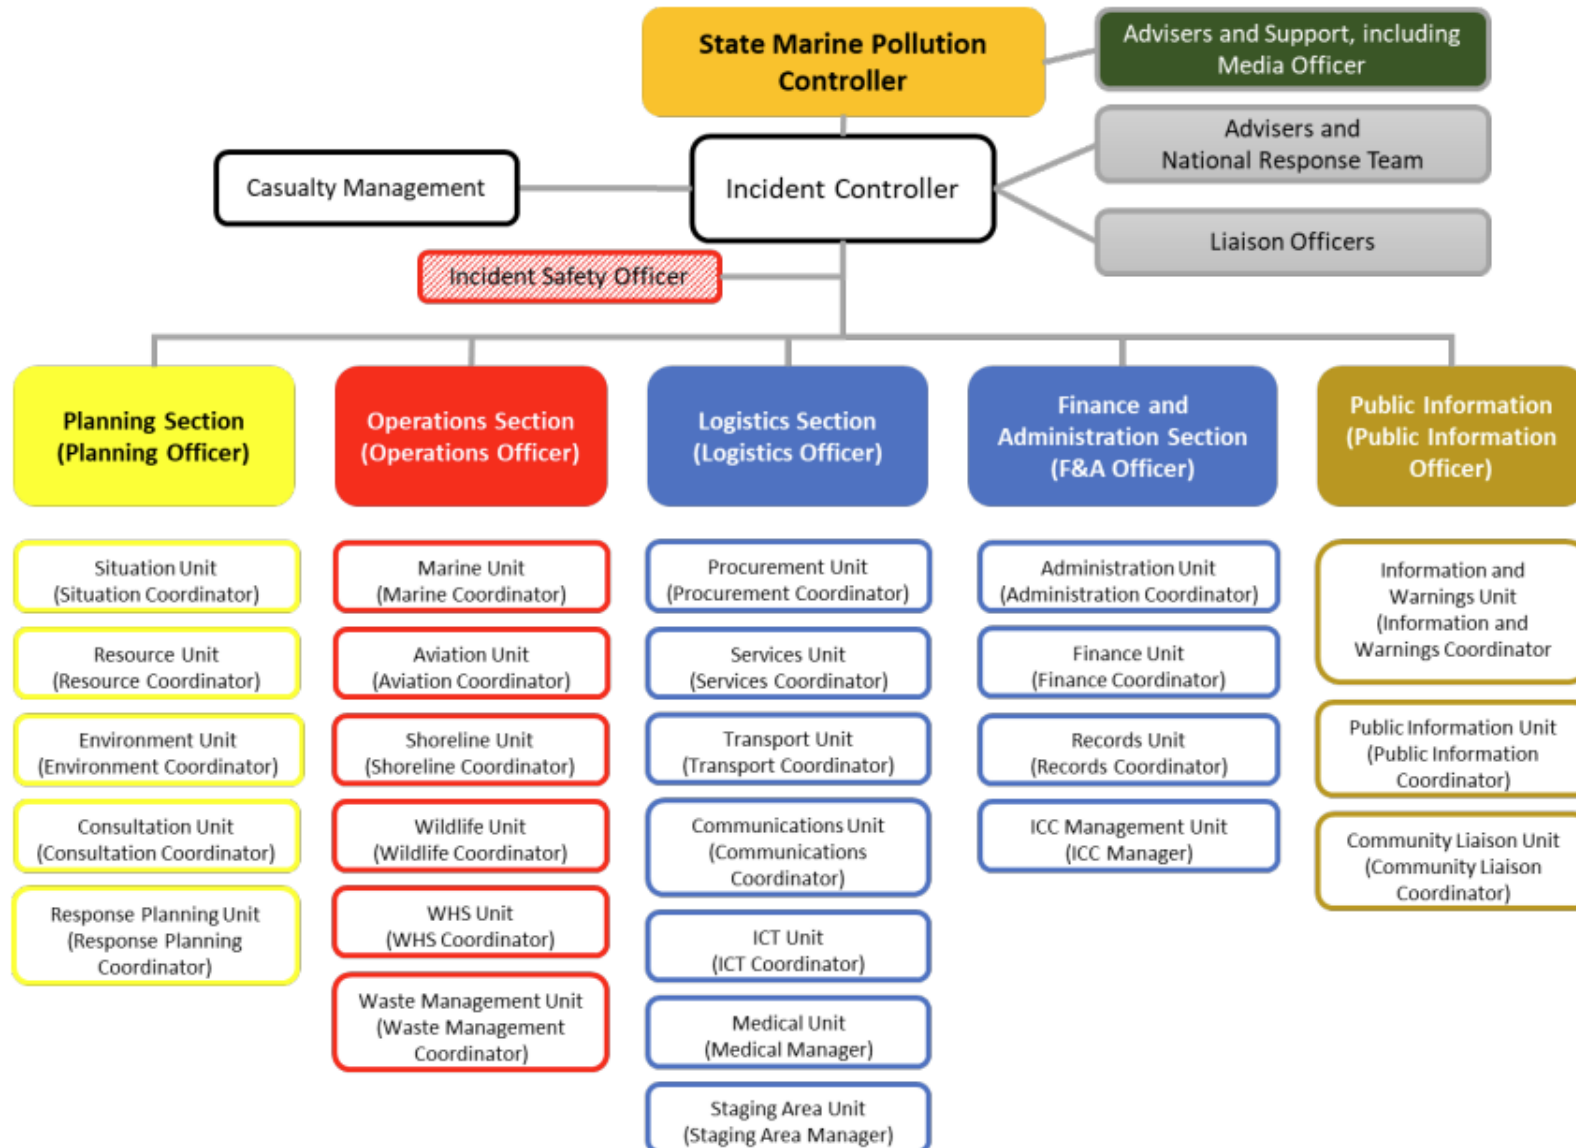 State Marine Pollution
Controller
Advisers and Support, including
Media Officer
Advisers and
National Response Team
Casualty Management
Incident Controller
Liaison Officers
Incident Safety Officer
Planning Section
(Planning Officer)
Operations Section
(Operations Officer)
Logistics Section
(Logistics Officer)
Finance and
Administration Section
(F&A Officer)
Public Information
(Public Information
Officer)
Situation Unit
(Situation Coordinator)
Resource Unit
(Resource Coordinator)
Environment Unit
(Environment Coordinator)
Consultation Unit
(Consultation Coordinator)
Response Planning Unit
(Response Planning
Coordinator)
Marine Unit
(Marine Coordinator)
Aviation Unit
(Aviation Coordinator)
Shoreline Unit
(Shoreline Coordinator)
Wildlife Unit
(Wildlife Coordinator)
WHS Unit
(WHS Coordinator)
Waste Management Unit
(Waste Management
Coordinator)
Procurement Unit
(Procurement Coordinator)
Services Unit
(Services Coordinator)
Transport Unit
(Transport Coordinator)
Communications Unit
(Communications
Coordinator)
ICT Unit
(ICT Coordinator)
Medical Unit
(Medical Manager)
Staging Area Unit
(Staging Area Manager)
Administration Unit
(Administration Coordinator)
Finance Unit
(Finance Coordinator)
Records Unit
(Records Coordinator)
ICC Management Unit
(ICC Manager)
Information and
Warnings Unit
(Information and
Warnings Coordinator
Public Information Unit
(Public Information
Coordinator)
Community Liaison Unit
(Community Liaison
Coordinator)